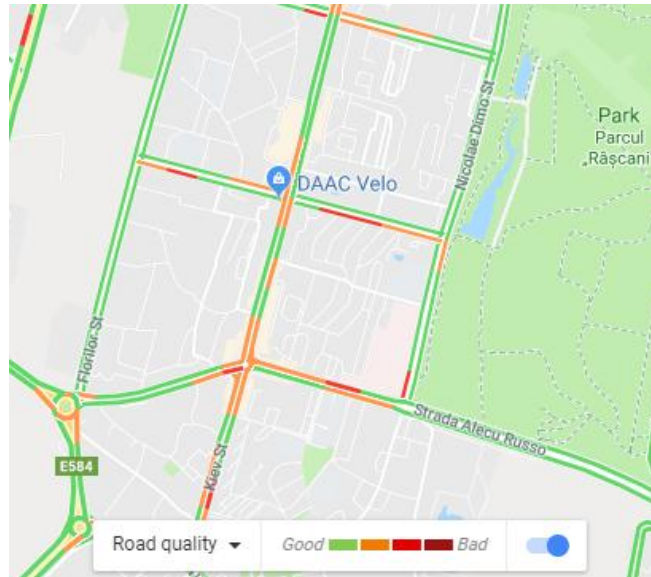 Nicolae Dimo St
Park
Parcul
Râșcani
DAAC Velo
Florilor St
Strada Alecu Russo
E584
Kiev St
Road quality
Good
Bad